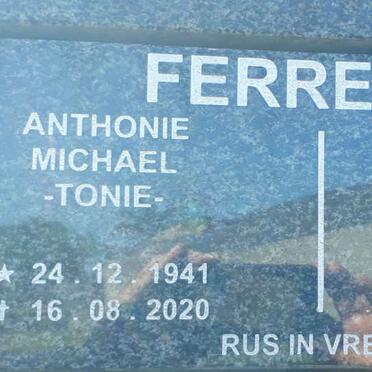 FERRE
ANTHONIE
MICHAEL
-TONIE-
★ 24 . 12 . 1941
✝ 16 . 08 . 2020
RUS IN VRE